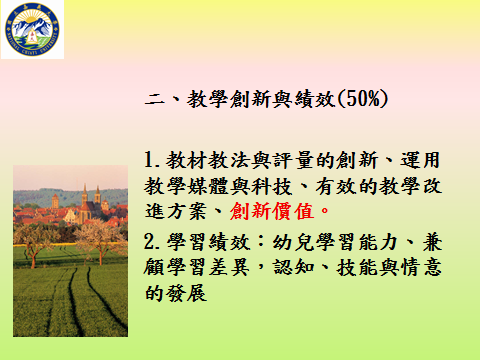 二、教學創新與績效(50%)
1.教材教法與評量的創新、運用
教學媒體與科技、有效的教學改
進方案、創新價值。
2.學習績效：幼兒學習能力、兼
顧學習差異，認知、技能與情意
的發展